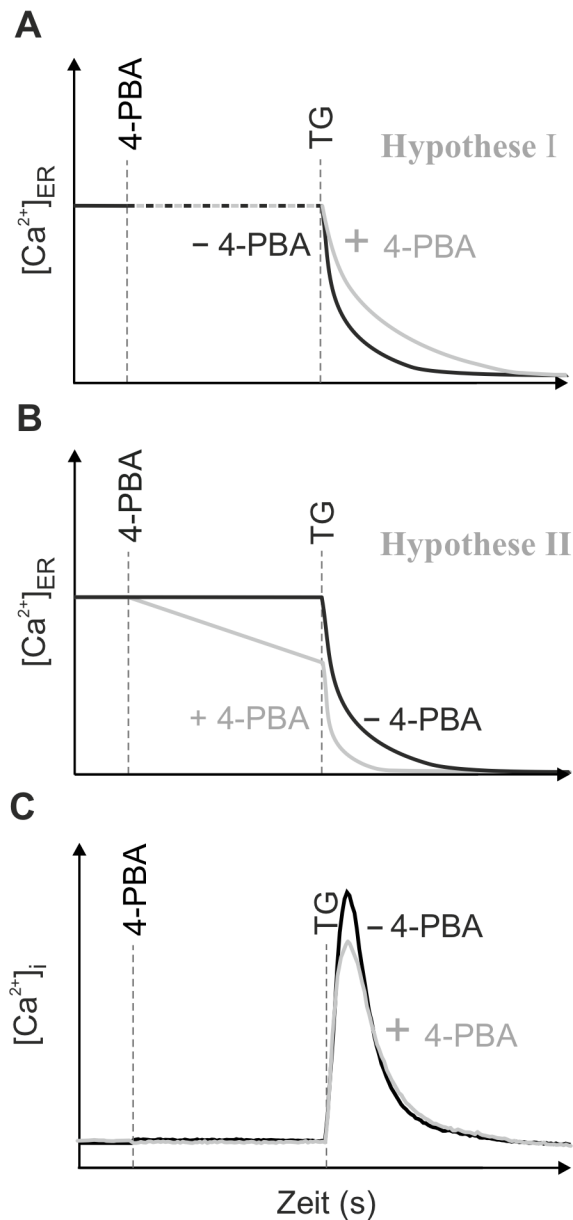 A
4-PBA
TG
Hypothese I
[Ca²⁺]ER
– 4-PBA
+ 4-PBA
B
4-PBA
TG
Hypothese II
[Ca²⁺]ER
+ 4-PBA
– 4-PBA
C
4-PBA
TG
– 4-PBA
[Ca²⁺]i
+ 4-PBA
Zeit (s)